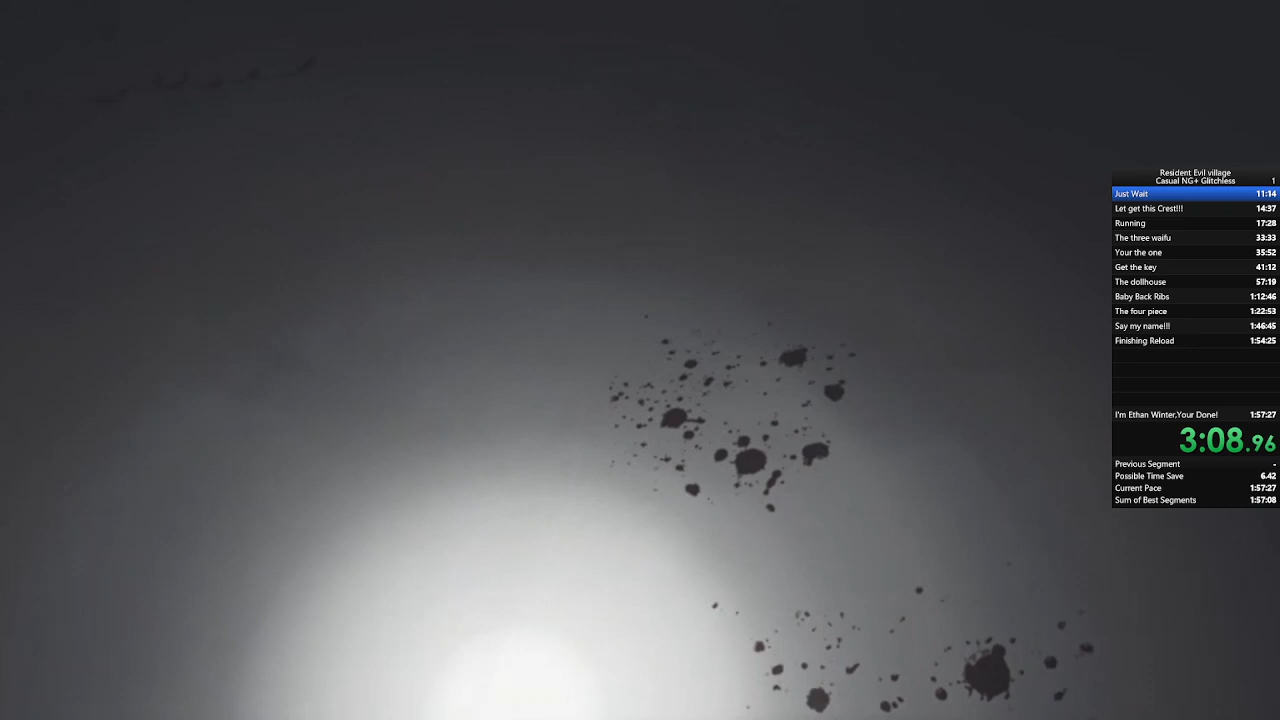 Resident Evil village
Casual NG+ Glitchless 1
Just Wait 11:14
Let get this Crest!!! 14:37
Running 17:28
The three waifu 33:33
Your the one 35:52
Get the key 41:12
The dollhouse 57:19
Baby Back Ribs 1:12:46
The four piece 1:22:53
Say my name!!! 1:46:45
Finishing Reload 1:54:25
I'm Ethan Winter,Your Done! 1:57:27
3:08.96
Previous Segment -
Possible Time Save 6.42
Current Pace 1:57:27
Sum of Best Segments 1:57:08